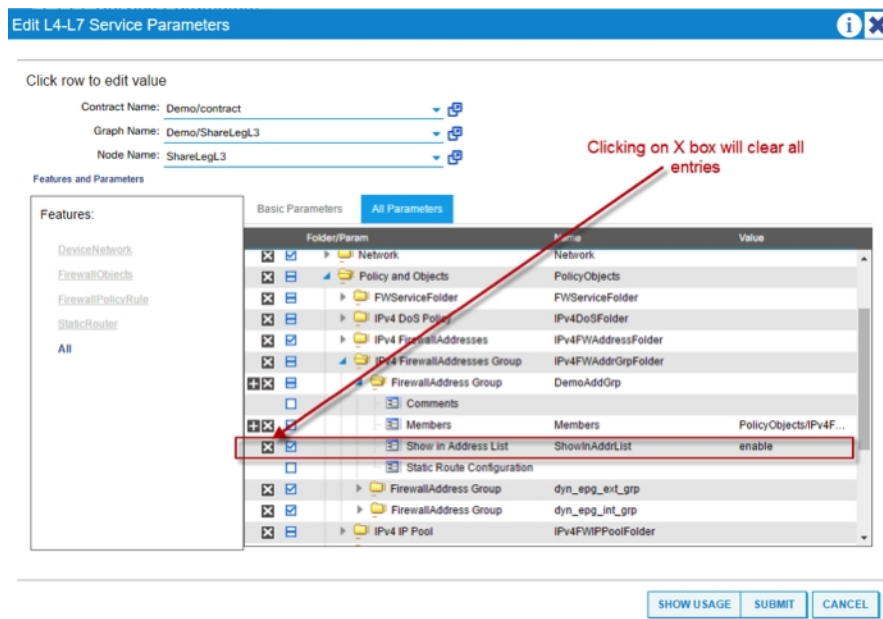 Edit L4-L7 Service Parameters
Click row to edit value
Contract Name: Demo/contract
Graph Name: Demo/ShareLegL3
Node Name: ShareLegL3
Clicking on X box will clear all
entries
Features and Parameters
Features:
DeviceNetwork
FirewallObjects
FirewallPolicyRule
StaticRouter
All
Basic Parameters All Parameters
Folder/Param Name Value
Network Network
Policy and Objects PolicyObjects
FWServiceFolder FWServiceFolder
IPv4 DoS Policy IPv4DoSFolder
IPv4 FirewallAddresses IPv4FWAddressFolder
IPv4 FirewallAddresses Group IPv4FWAddrGrpFolder
FirewallAddress Group DemoAddGrp
Comments
Members Members PolicyObjects/IPv4F...
Show in Address List ShowInAddrList enable
Static Route Configuration
FirewallAddress Group dyn_epg_ext_grp
FirewallAddress Group dyn_epg_int_grp
IPv4 IP Pool IPv4FWIPPoolFolder
SHOW USAGE SUBMIT CANCEL